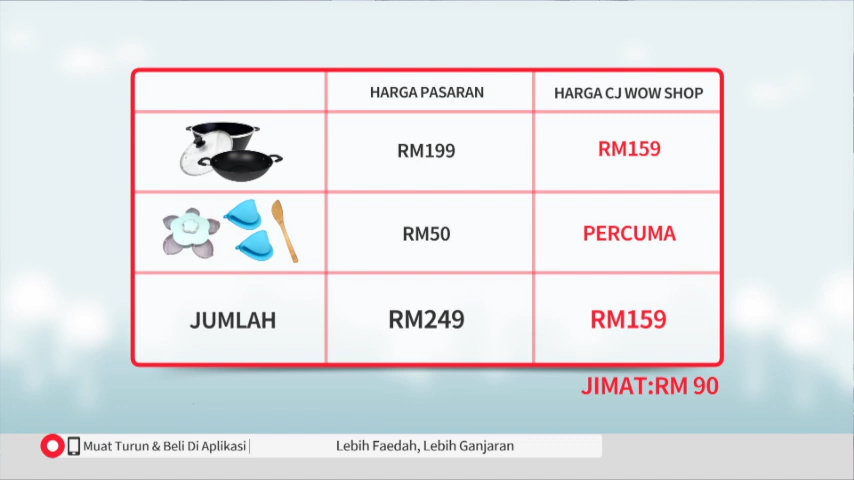 HARGA PASARAN HARGA CJ WOW SHOP
RM199 RM159
RM50 PERCUMA
JUMLAH RM249 RM159
JIMAT:RM 90
Muat Turun & Beli Di Aplikasi Lebih Faedah, Lebih Ganjaran